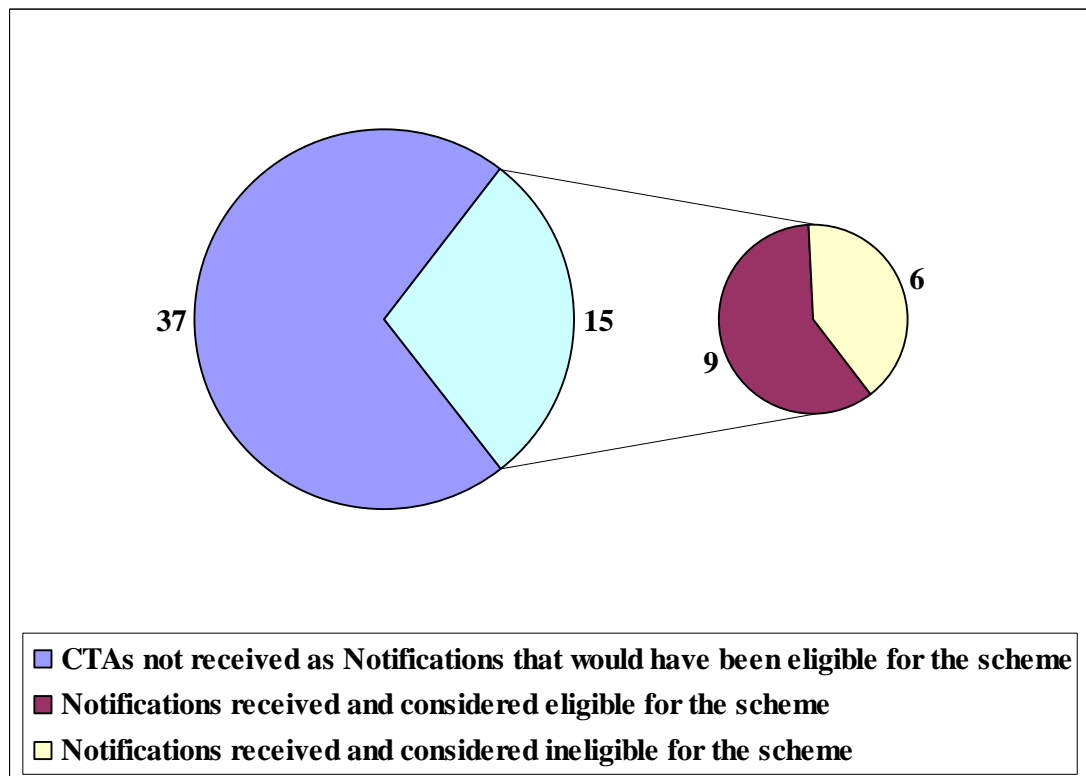 37
15
6
9
CTAs not received as Notifications that would have been eligible for the scheme
Notifications received and considered eligible for the scheme
Notifications received and considered ineligible for the scheme